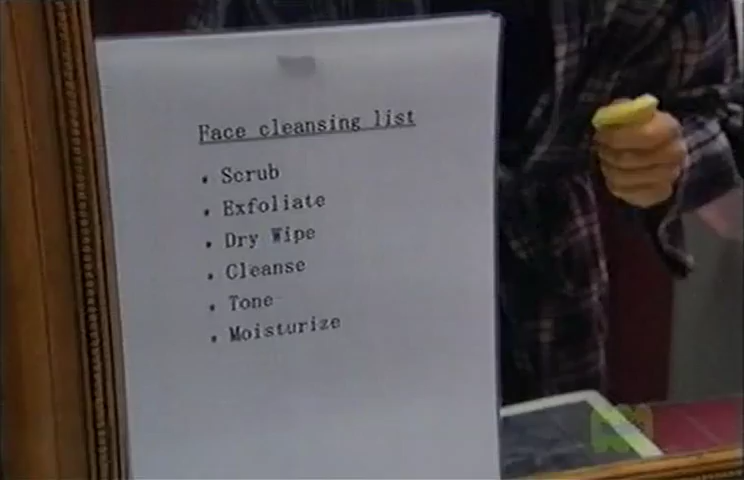 Face cleansing list
• Scrub
• Exfoliate
• Dry Wipe
• Cleanse
• Tone
• Moisturize